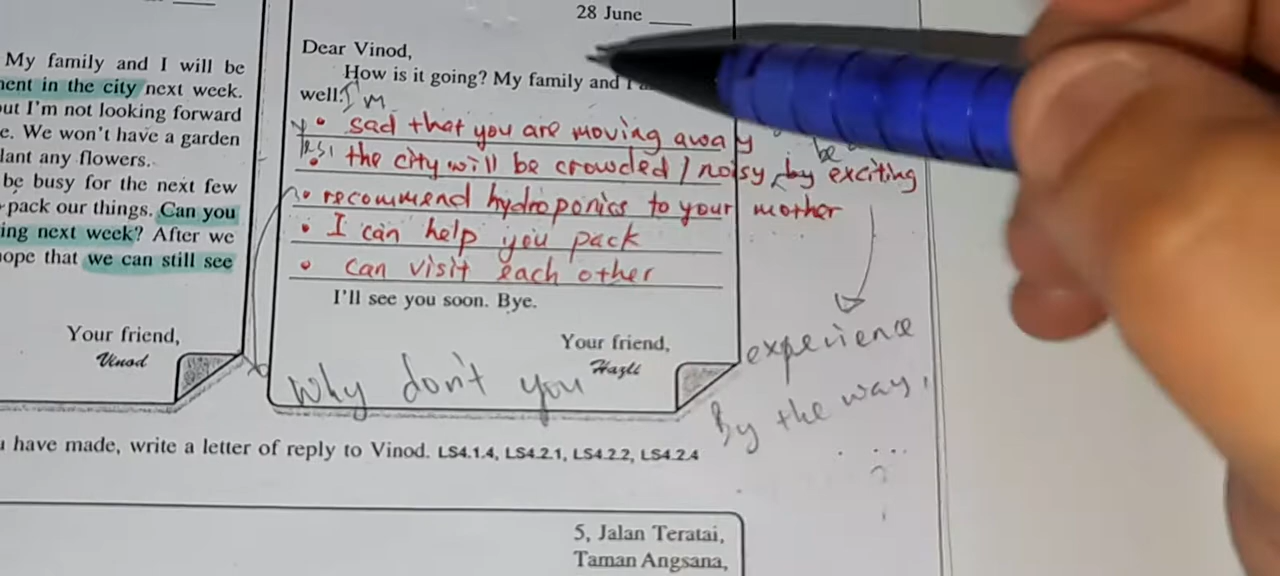 28 June ____
My family and I will be
ment in the city next week.
but I'm not looking forward
e. We won't have a garden
lant any flowers.
be busy for the next few
pack our things. Can you
ing next week? After we
hope that we can still see
Your friend,
Vinod
Dear Vinod,
How is it going? My family and I
well. I'm
• sad that you are moving away
• the city will be crowded / noisy, by exciting
be
• recommend hydroponics to your mother
• I can help you pack
• can visit each other
I'll see you soon. Bye.
Your friend,
Hazli
Why don't you
experience
By the way,
....
?
have made, write a letter of reply to Vinod. LS4.1.4, LS4.2.1, LS4.2.2, LS4.2.4
5, Jalan Teratai,
Taman Angsana,